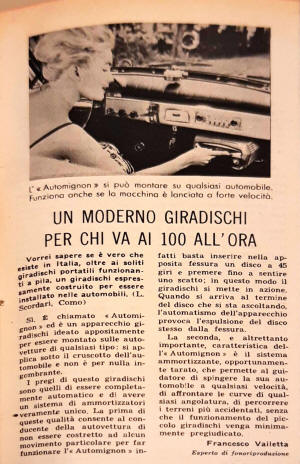 L' « Automignon » si può montare su qualsiasi automobile.
Funziona anche se la macchina è lanciata a forte velocità.
UN MODERNO GIRADISCHI
PER CHI VA AI 100 ALL'ORA
Vorrei sapere se è vero che
esiste in Italia, oltre ai soliti
giradischi portatili funzionan-
ti a pila, un giradischi espres-
samente costruito per essere
installato nelle automobili, (L.
Scordari, Como)
Sì. È chiamato « Automi-
gnon » ed è un apparecchio gi-
radischi ideato appositamente
per essere montato sulle auto-
vetture di qualsiasi tipo: si ap-
plica sotto il cruscotto dell'au-
tomobile e non è per nulla in-
gombrante.
I pregi di questo giradischi
sono quelli di essere completa-
mente automatico e di avere
un sistema di ammortizzatori
veramente unico. La prima di
queste qualità consente al con-
ducente della autovettura di
non essere costretto ad alcun
movimento particolare per far
funzionare l'« Automignon » in-
fatti basta inserire nella appo-
sita fessura un disco a 45
giri e premere fino a sentire
uno scatto; in questo modo il
giradischi si mette in azione.
Quando si arriva al termine
del disco che si sta ascoltando,
l'automatismo dell'apparecchio
provoca l'espulsione del disco
stesso dalla fessura.
La seconda, e altrettanto
importante, caratteristica del-
l'« Automignon » è il sistema
ammortizzante, opportunamen-
te tarato, che permette al gui-
datore di spingere la sua au-
tomobile a qualsiasi velocità,
di affrontare le curve di qual-
siasi angolatura, di percorrere
i terreni più accidentati, senza
che il funzionamento del pic-
colo giradischi venga minima-
mente pregiudicato.
Francesco Vailetta
Esperto di fonoriproduzione